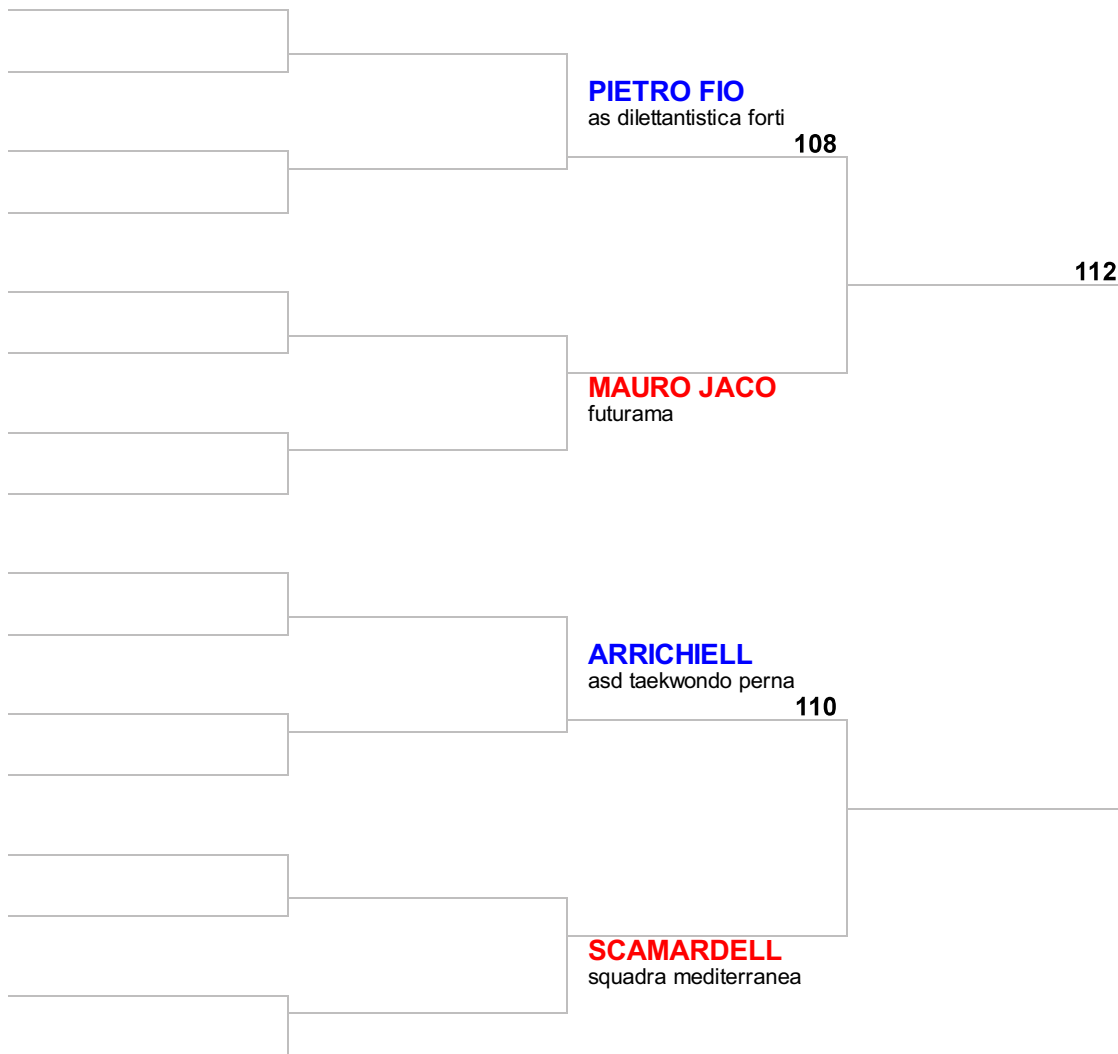 PIETRO FIO
as dilettantistica forti
108
112
MAURO JACO
futurama
ARRICHIELL
asd taekwondo perna
110
SCAMARDELL
squadra mediterranea